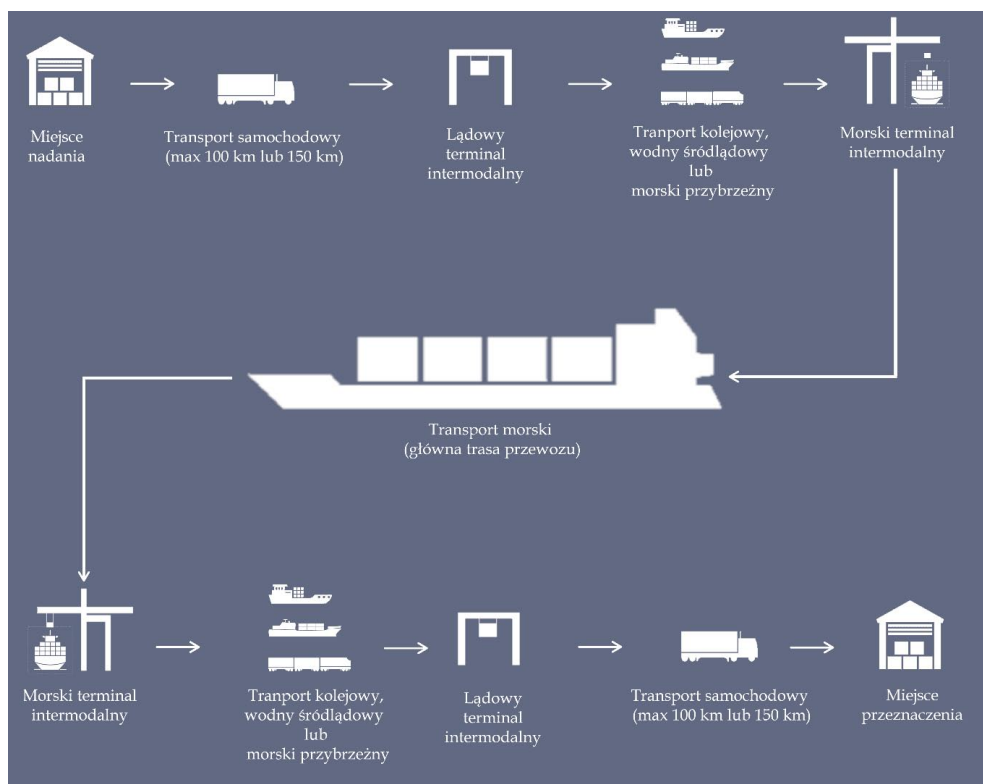 Miejsce
nadania
Transport samochodowy
(max 100 km lub 150 km)
Lądowy
terminal
intermodalny
Tranport kolejowy,
wodny śródlądowy
lub
morski przybrzeżny
Morski terminal
intermodalny
Transport morski
(główna trasa przewozu)
Morski terminal
intermodalny
Tranport kolejowy,
wodny śródlądowy
lub
morski przybrzeżny
Lądowy
terminal
intermodalny
Transport samochodowy
(max 100 km lub 150 km)
Miejsce
przeznaczenia